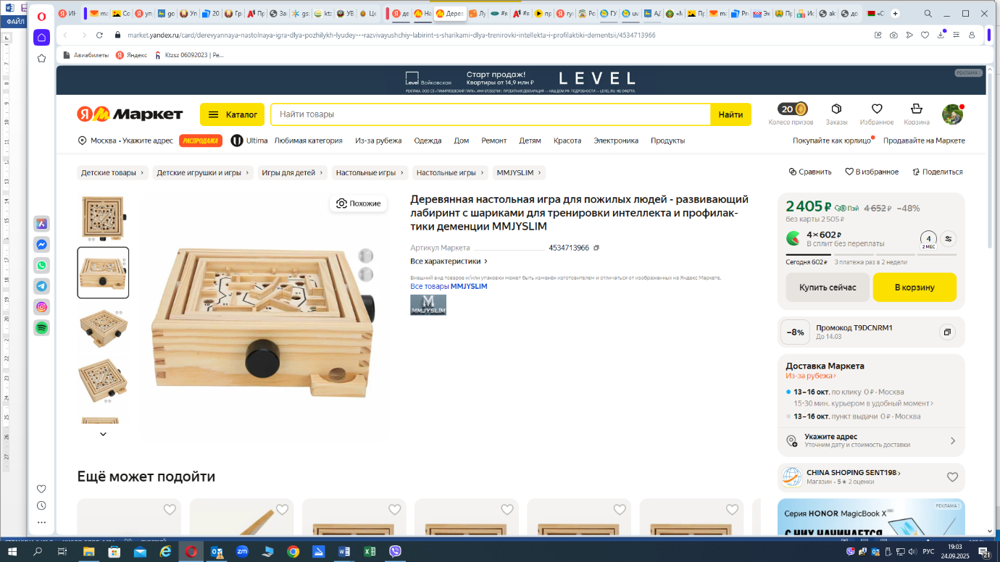 ФАЙЛ
market.yandex.ru/card/derevyannaya-nastolnaya-igra-dlya-pozhilykh-lyudey---razvivayushchiy-labirint-s-sharikami-dlya-trenirovki-intellekta-i-profilaktiki-dementsii/4534713966
Авиабилеты
Яндекс
Ktzsz 06092023 | Ре...
Level Войковская
Старт продаж!
Квартиры от 14,9 млн ₽
LEVEL
РЕКЛАМА
Маркет
Каталог
Найти товары
Найти
20
Колесо призов
Заказы
Избранное
Корзина
Москва • Укажите адрес
РАСПРОДАЖА
Ultima
Любимая категория
Из-за рубежа
Одежда
Дом
Ремонт
Детям
Красота
Электроника
Продукты
Покупайте как юрлицо
Продавайте на Маркете
Детские товары
Детские игрушки и игры
Игры для детей
Настольные игры
Настольные игры
MMJYSLIM
Сравнить
В избранное
Поделиться
Похожие
Деревянная настольная игра для пожилых людей - развивающий
лабиринт с шариками для тренировки интеллекта и профилак-
тики деменции MMJYSLIM
Артикул Маркета
4534713966
Все характеристики
Внешний вид товаров и/или упаковки может быть изменён изготовителем и отличаться от изображенных на Яндекс Маркете.
Все товары MMJYSLIM
M
MMJYSLIM
2 405 ₽ Пэй 4 652 ₽ –48%
без карты 2 505 ₽
4 × 602 ₽
В сплит без переплаты
4
2 МЕС
Сегодня 602 ₽
3 платежа раз в 2 недели
Купить сейчас
В корзину
–8%
Промокод T9DCNRM1
До 14.03
Доставка Маркета
Из-за рубежа
13 – 16 окт. по клику 0 ₽ · Москва
15-30 мин. курьером в удобный момент
13 – 16 окт. пункт выдачи 0 ₽ · Москва
Укажите адрес
Уточним дату и стоимость доставки
CHINA SHOPING SENT198
Магазин · 5 ★ 2 оценки
Ещё может подойти
РЕКЛАМА
Серия HONOR MagicBook X
С НИХ НАЧИНАЕТСЯ
РУС
19:03
24.09.2025
21